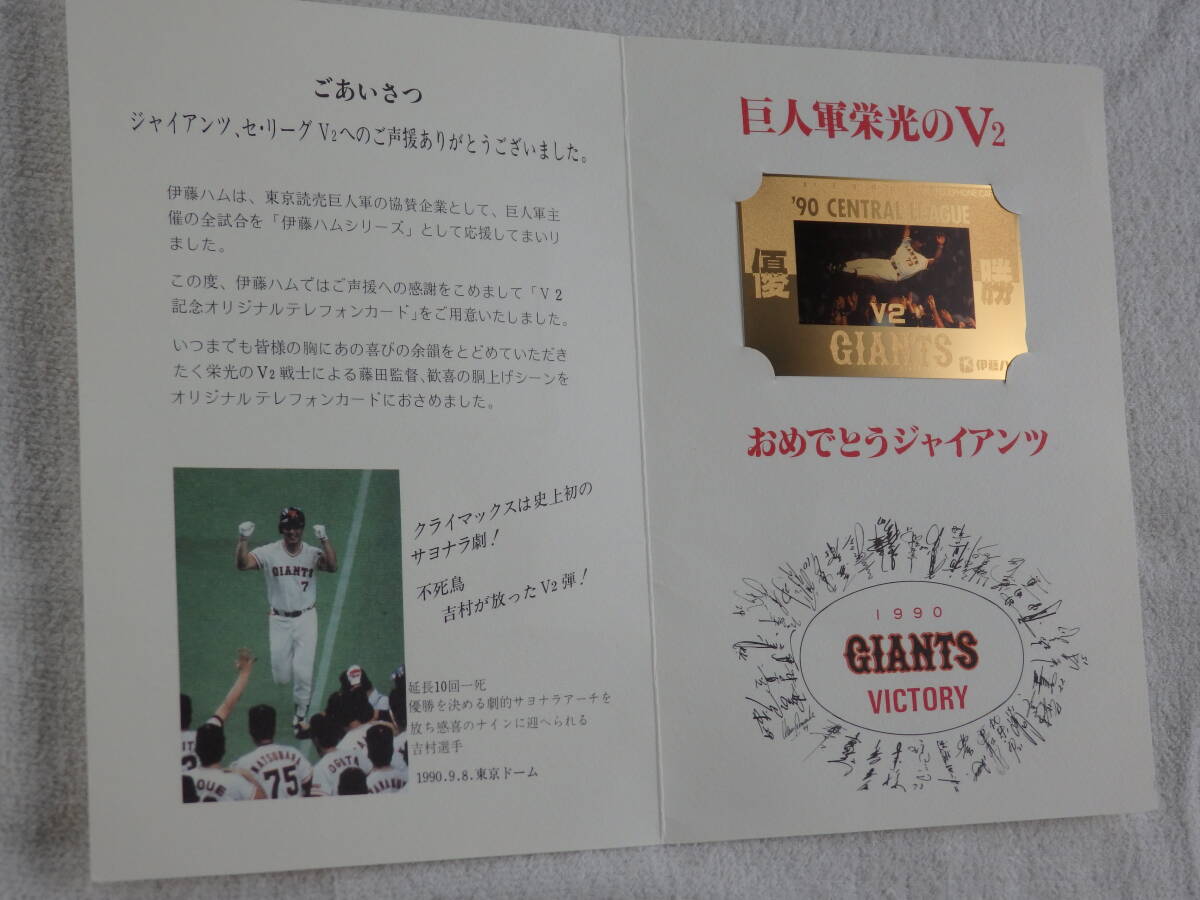 ごあいさつ
ジャイアンツ、セ・リーグV2へのご声援ありがとうございました。
伊藤ハムは、東京読売巨人軍の協賛企業として、巨人軍主
催の全試合を「伊藤ハムシリーズ」として応援してまいり
ました。
この度、伊藤ハムではご声援への感謝をこめまして「V2
記念オリジナルテレフォンカード」をご用意いたしました。
いつまでも皆様の胸にあの喜びの余韻をとどめていただき
たく栄光のV2戦士による藤田監督、歓喜の胴上げシーンを
オリジナルテレフォンカードにおさめました。
GIANTS
7
MATSUBARA
75
OGATA
クライマックスは史上初の
サヨナラ劇!
不死鳥
吉村が放ったV2弾!
延長10回一死
優勝を決める劇的サヨナラアーチを
放ち感喜のナインに迎へられる
吉村選手
1990.9.8.東京ドーム
巨人軍栄光のV2
'90 CENTRAL LEAGUE
優勝
V2
GIANTS
伊藤ハ
おめでとうジャイアンツ
1990
GIANTS
VICTORY